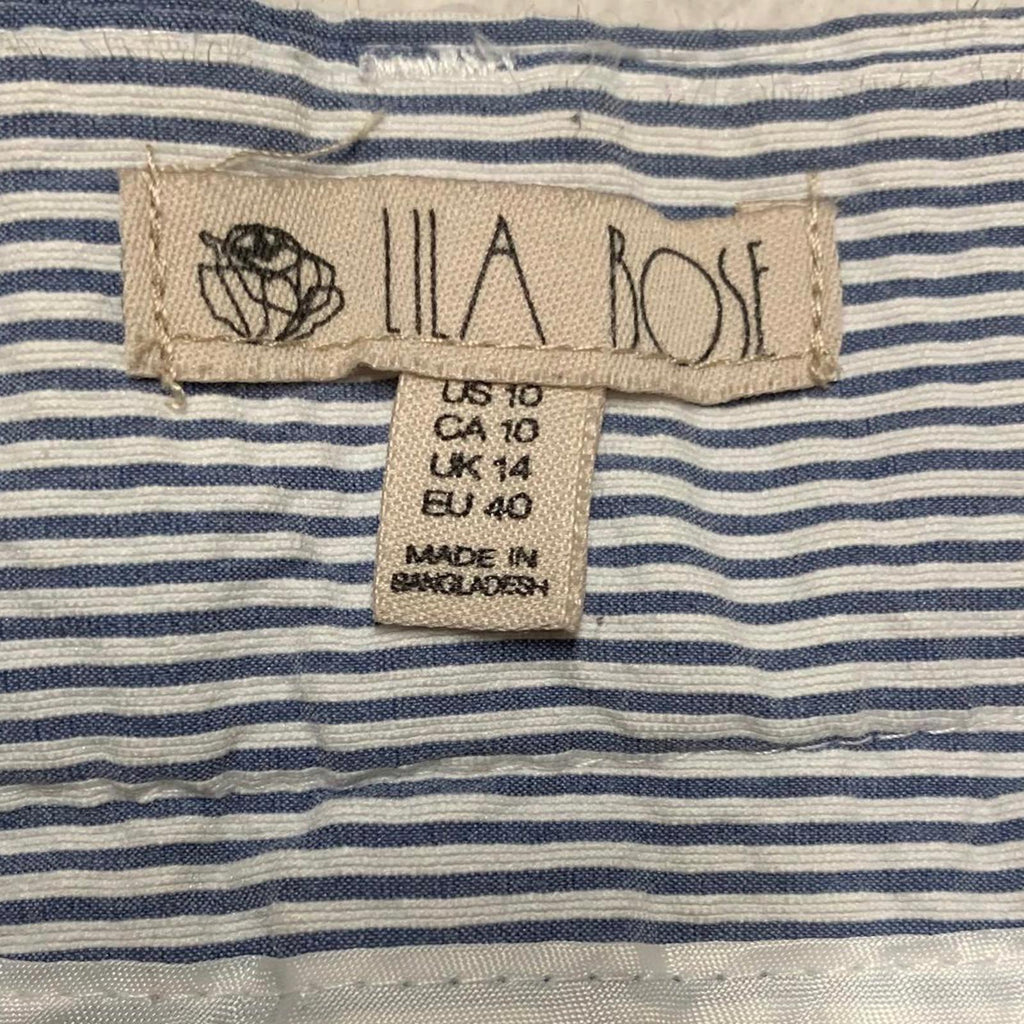 LILA ROSE
US 10
CA 10
UK 14
EU 40
MADE IN
BANGLADESH